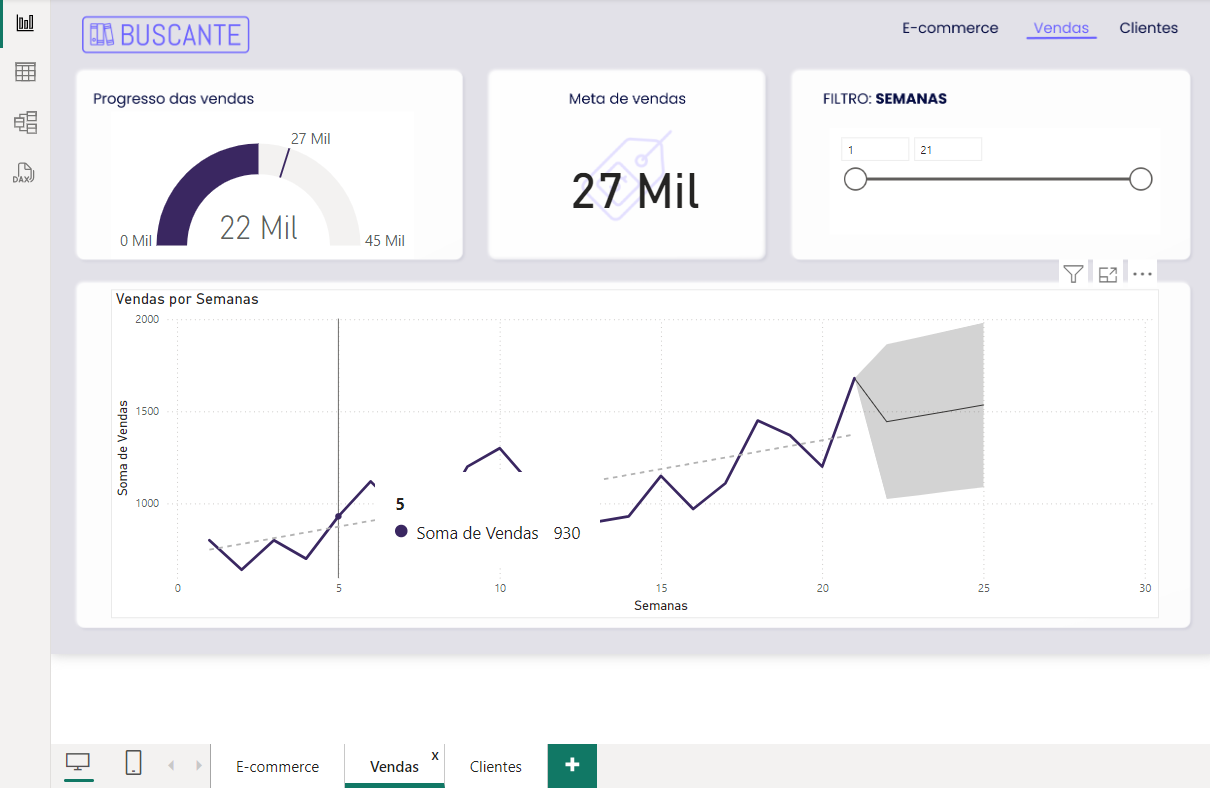 BUSCANTE
E-commerce
Vendas
Clientes
Progresso das vendas
27 Mil
22 Mil
0 Mil
45 Mil
Meta de vendas
27 Mil
FILTRO: SEMANAS
1
21
Vendas por Semanas
2000
1500
1000
Soma de Vendas
5
Soma de Vendas 930
0
5
10
15
20
25
30
Semanas
DAX
E-commerce
Vendas
x
Clientes
+